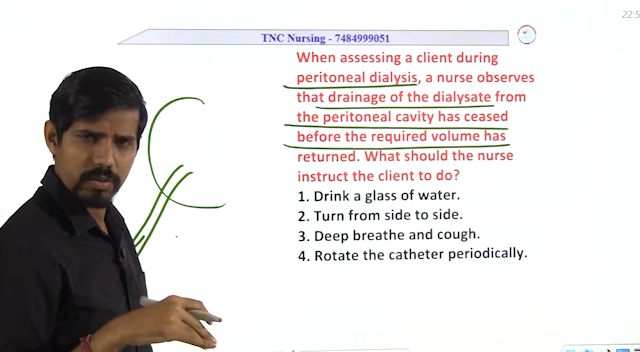 TNC Nursing - 7484999051
When assessing a client during
peritoneal dialysis, a nurse observes
that drainage of the dialysate from
the peritoneal cavity has ceased
before the required volume has
returned. What should the nurse
instruct the client to do?
1. Drink a glass of water.
2. Turn from side to side.
3. Deep breathe and cough.
4. Rotate the catheter periodically.